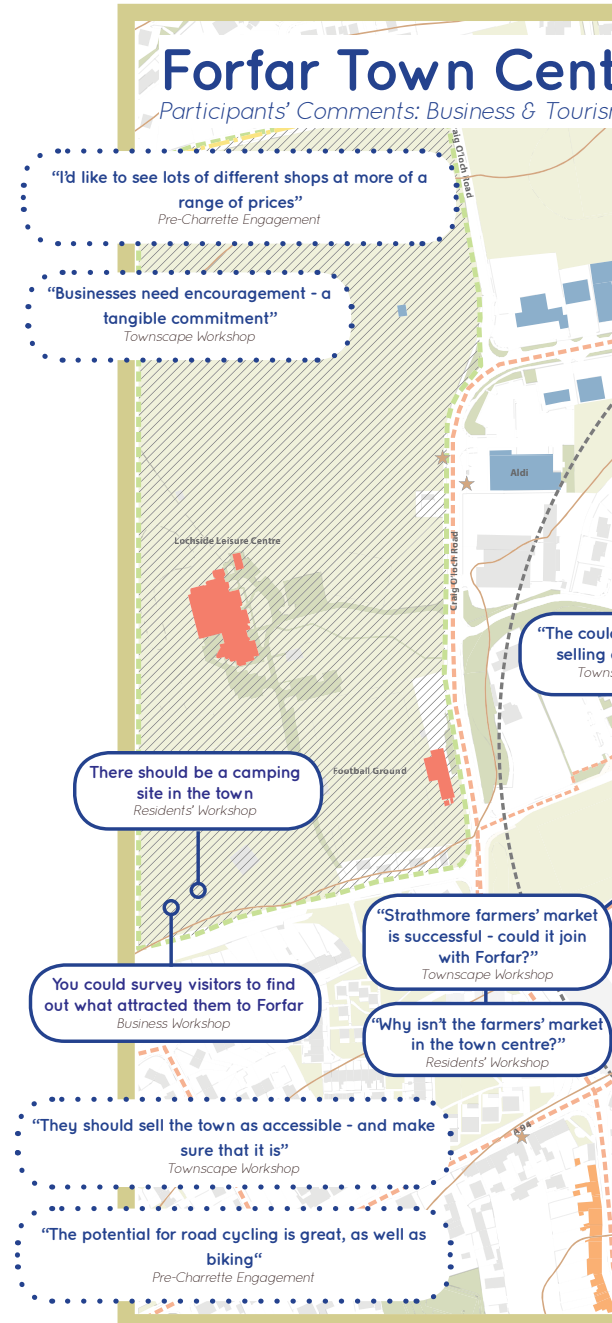 Forfar Town Cent
Participants’ Comments: Business & Tourism
aig O'loch Road
“I’d like to see lots of different shops at more of a
range of prices”
Pre-Charrette Engagement
“Businesses need encouragement - a
tangible commitment”
Townscape Workshop
Aldi
Lochside Leisure Centre
Craig O'loch Road
“The coul
selling
Towns
There should be a camping
site in the town
Residents’ Workshop
Football Ground
“Strathmore farmers’ market
is successful - could it join
with Forfar?”
Townscape Workshop
You could survey visitors to find
out what attracted them to Forfar
Business Workshop
“Why isn’t the farmers’ market
in the town centre?”
Residents’ Workshop
“They should sell the town as accessible - and make
sure that it is”
Townscape Workshop
A94
“The potential for road cycling is great, as well as
biking“
Pre-Charrette Engagement